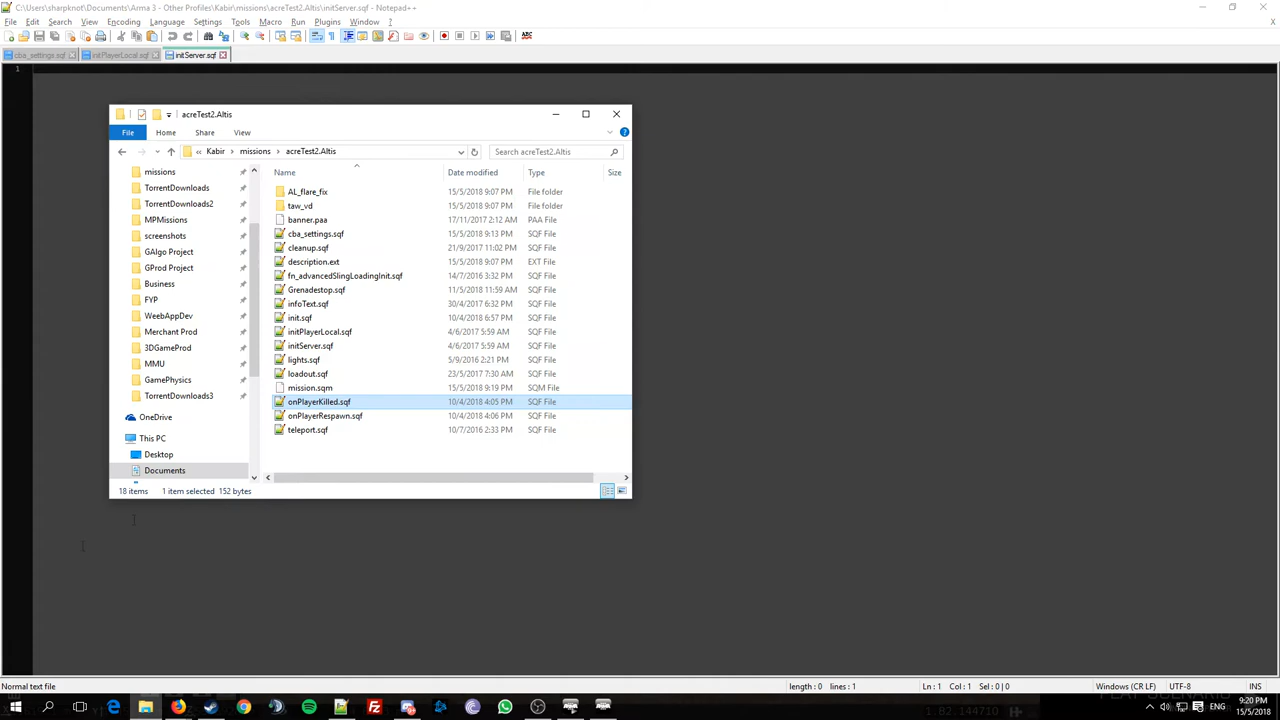 C:\Users\sharpknot\Documents\Arma 3 - Other Profiles\Kabir\missions\acreTest2.Altis\initServer.sqf - Notepad++
File Edit Search View Encoding Language Settings Tools Macro Run Plugins Window ?
ABC
cba_settings.sqf initPlayerLocal.sqf initServer.sqf
1
acreTest2.Altis
File Home Share View
Kabir missions acreTest2.Altis Search acreTest2.Altis
Name Date modified Type Size
missions
TorrentDownloads
TorrentDownloads2
MPMissions
screenshots
GAIgo Project
GProd Project
Business
FYP
WeebAppDev
Merchant Prod
3DGameProd
MMU
GamePhysics
TorrentDownloads3
OneDrive
This PC
Desktop
Documents
AL_flare_fix 15/5/2018 9:07 PM File folder
taw_vd 15/5/2018 9:07 PM File folder
banner.paa 17/11/2017 2:12 AM PAA File
cba_settings.sqf 15/5/2018 9:13 PM SQF File
cleanup.sqf 21/9/2017 11:02 PM SQF File
description.ext 15/5/2018 9:07 PM EXT File
fn_advancedSlingLoadingInit.sqf 14/7/2016 3:32 PM SQF File
Grenadestop.sqf 11/5/2018 11:59 PM SQF File
infoText.sqf 30/4/2017 6:32 PM SQF File
init.sqf 10/4/2018 6:57 PM SQF File
initPlayerLocal.sqf 4/6/2017 5:59 AM SQF File
initServer.sqf 4/6/2017 5:59 AM SQF File
lights.sqf 5/9/2016 2:21 PM SQF File
loadout.sqf 23/5/2017 7:30 AM SQF File
mission.sqm 15/5/2018 9:19 PM SQM File
onPlayerKilled.sqf 10/4/2018 4:05 PM SQF File
onPlayerRespawn.sqf 10/4/2018 4:06 PM SQF File
teleport.sqf 10/7/2016 2:33 PM SQF File
18 items 1 item selected 152 bytes
Normal text file length : 0 lines : 1 Ln : 1 Col : 1 Sel : 0 | 0 Windows (CR LF) UTF-8 INS
PLAY SCENARIO
1.82.144710
ENG
9:20 PM
15/5/2018